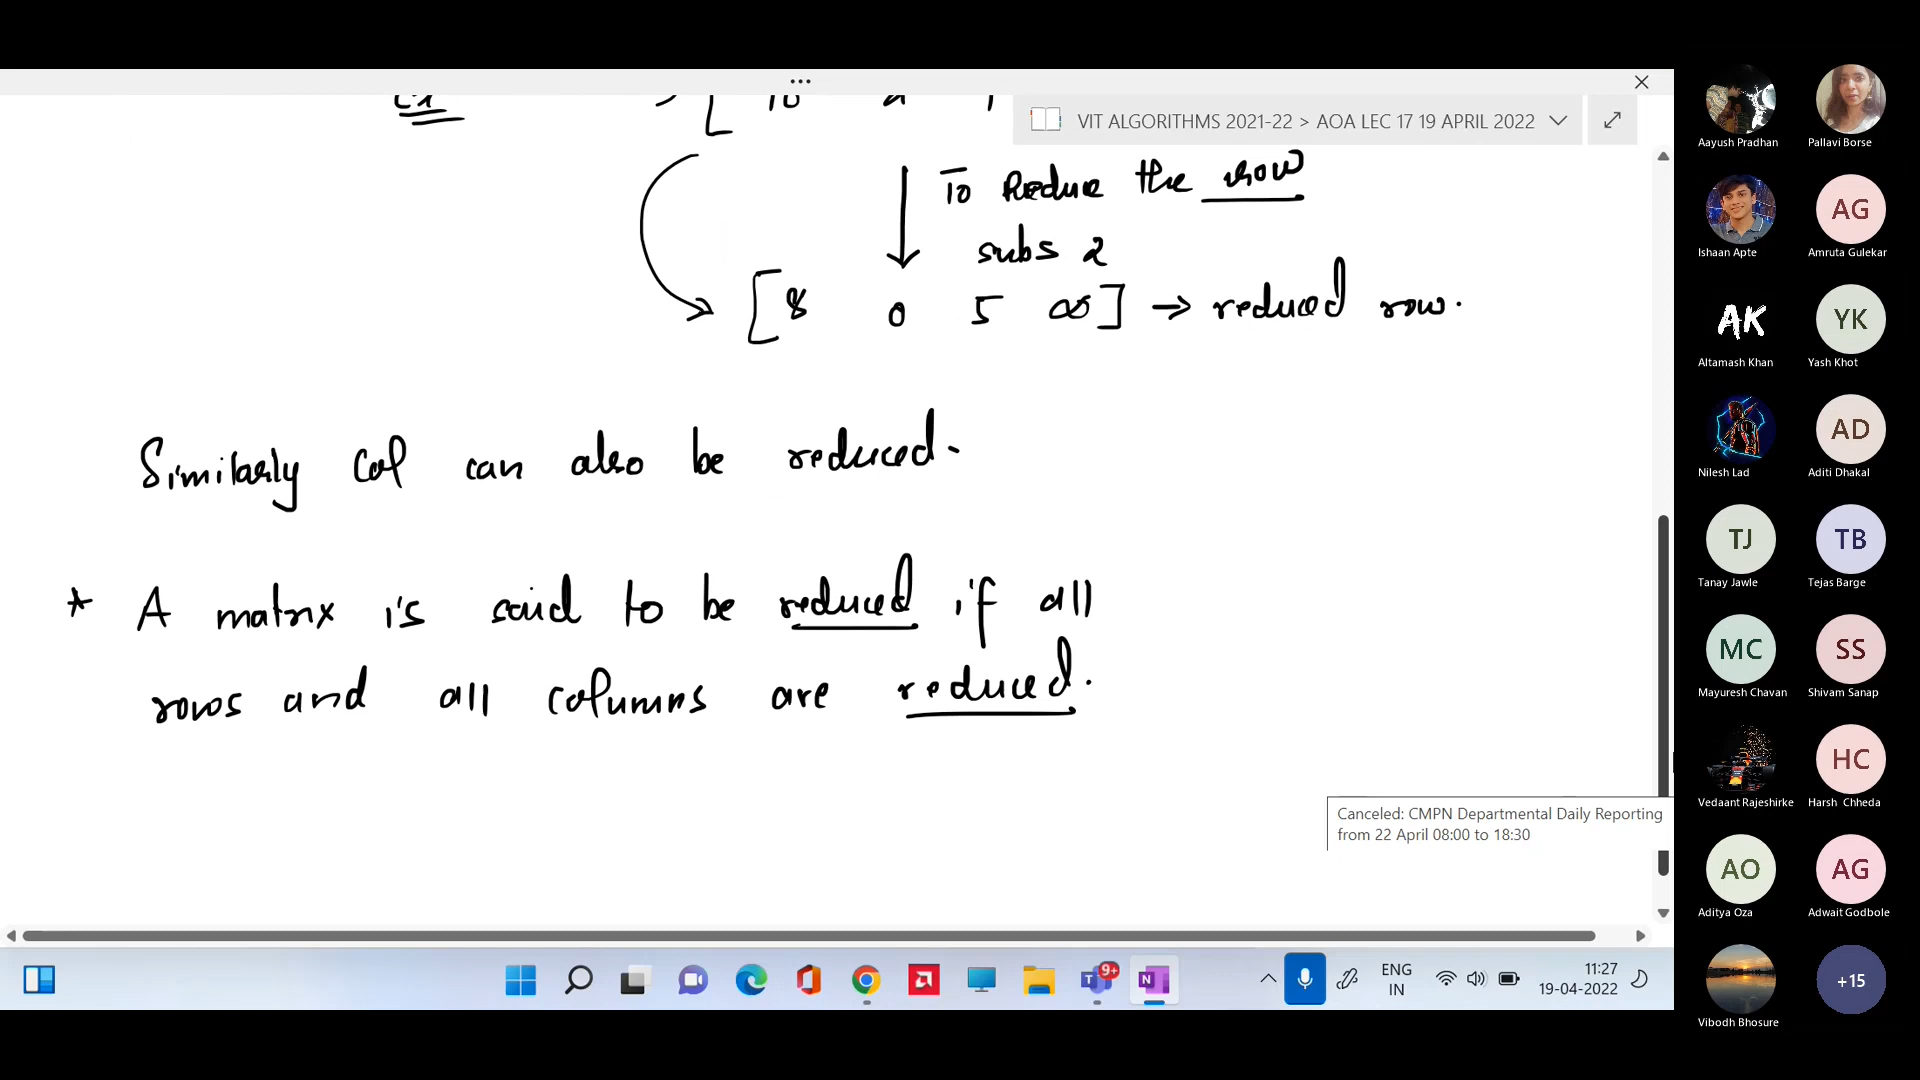 Ex
VIT ALGORITHMS 2021-22 > AOA LEC 17 19 APRIL 2022
To Reduce the row
subs 2
[8 0 5 ∞] → reduced row.
Similarly Col can also be reduced.
* A matrix is said to be reduced if all
rows and all columns are reduced.
Canceled: CMPN Departmental Daily Reporting
from 22 April 08:00 to 18:30
9+
ENG
IN
11:27
19-04-2022
Aayush Pradhan
Pallavi Borse
AG
Ishaan Apte
Amruta Gulekar
AK
YK
Altamash Khan
Yash Khot
AD
Nilesh Lad
Aditi Dhakal
TJ
TB
Tanay Jawle
Tejas Barge
MC
SS
Mayuresh Chavan
Shivam Sanap
HC
Vedaant Rajeshirke
Harsh Chheda
AO
AG
Aditya Oza
Adwait Godbole
+15
Vibodh Bhosure